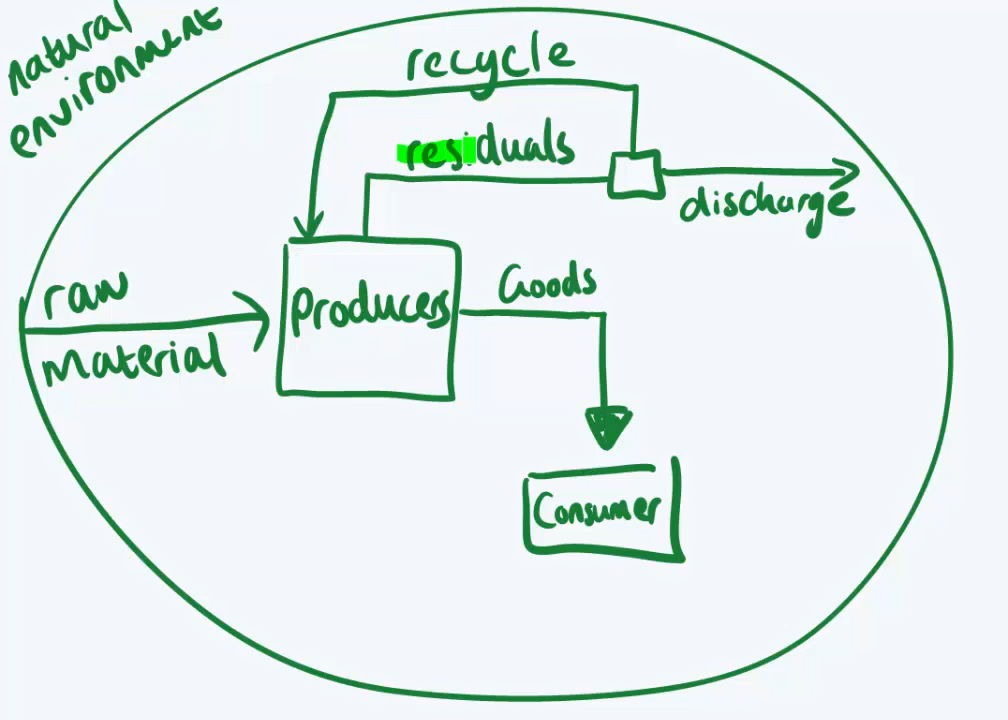 natural
environment
recycle
residuals
discharge
raw
material
Producers
Goods
Consumer